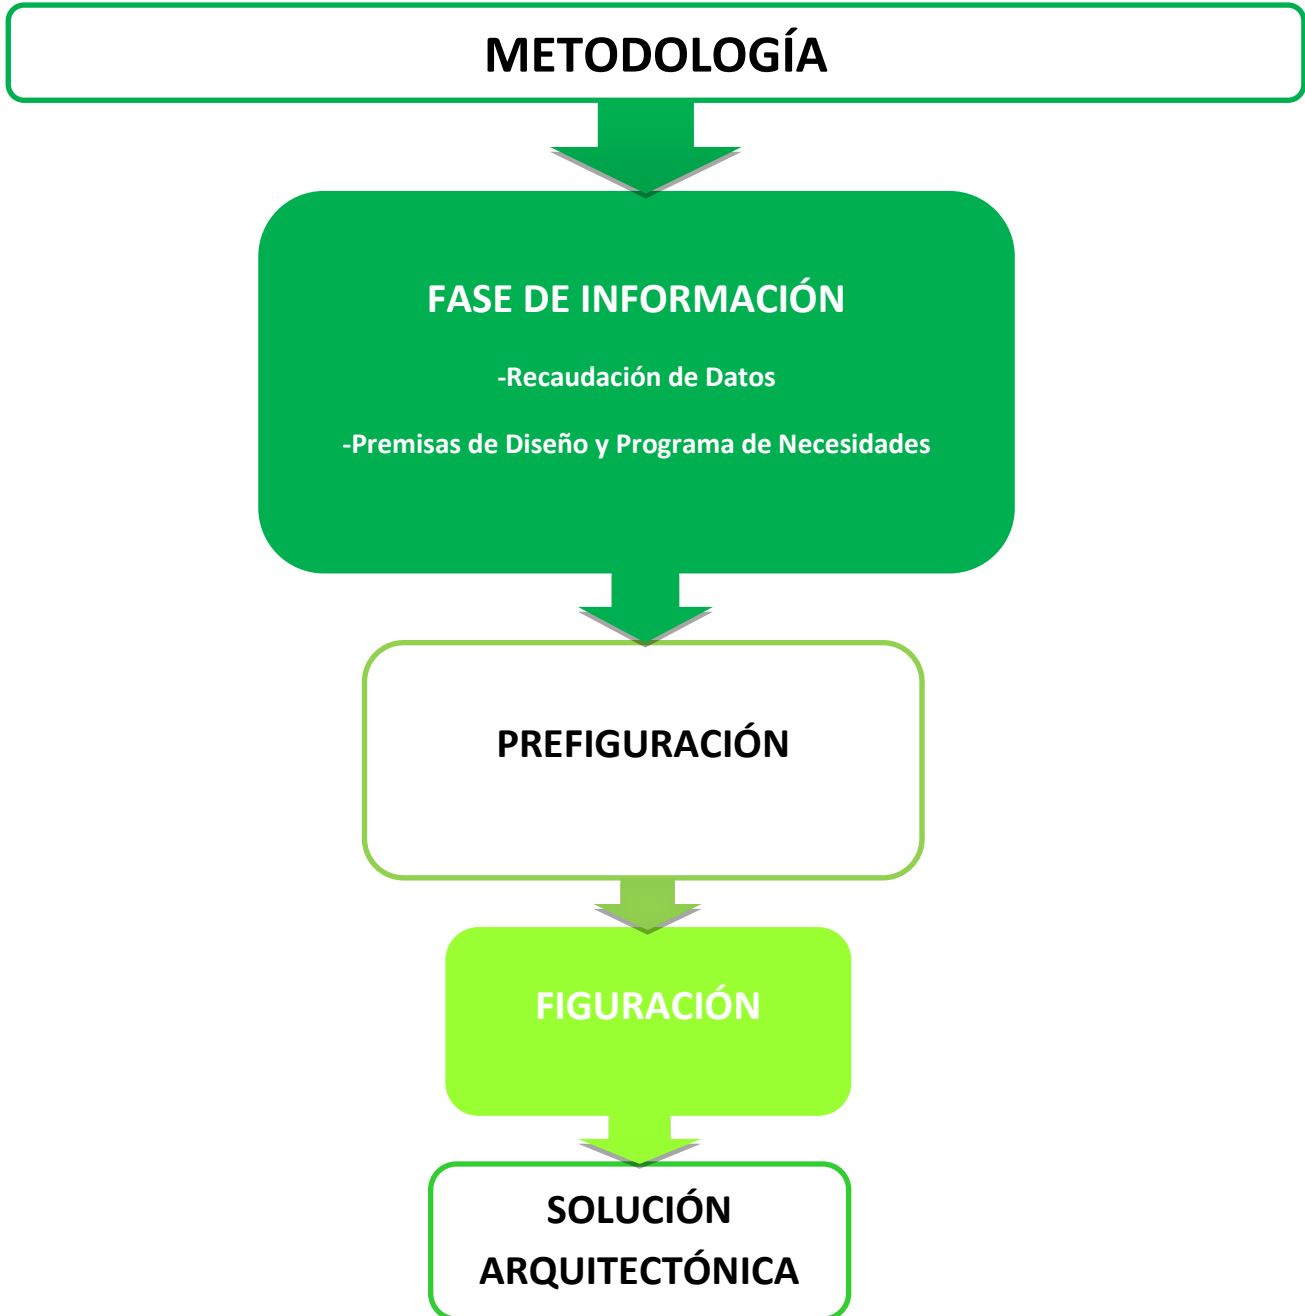 METODOLOGÍA
FASE DE INFORMACIÓN
-Recaudación de Datos
-Premisas de Diseño y Programa de Necesidades
PREFIGURACIÓN
FIGURACIÓN
SOLUCIÓN
ARQUITECTÓNICA